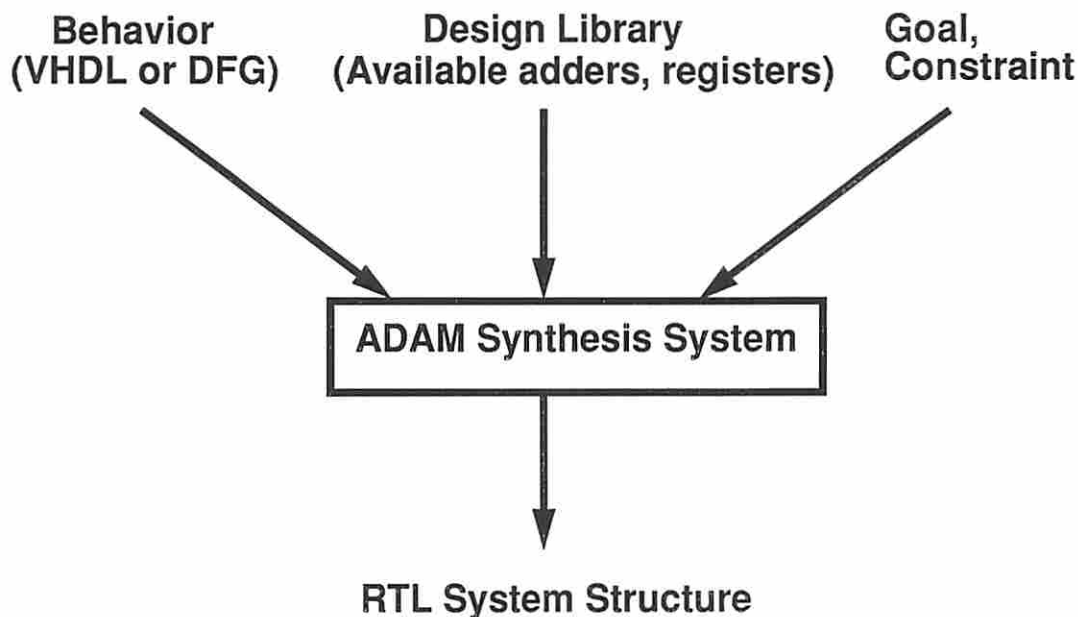 Behavior
(VHDL or DFG)
Design Library
(Available adders, registers)
Goal,
Constraint
ADAM Synthesis System
RTL System Structure